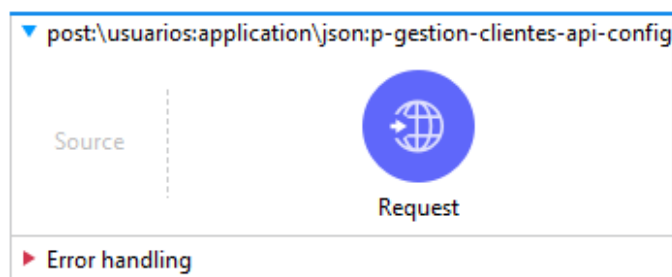 post:\usuarios:application\json:p-gestion-clientes-api-config
Source
Request
Error handling